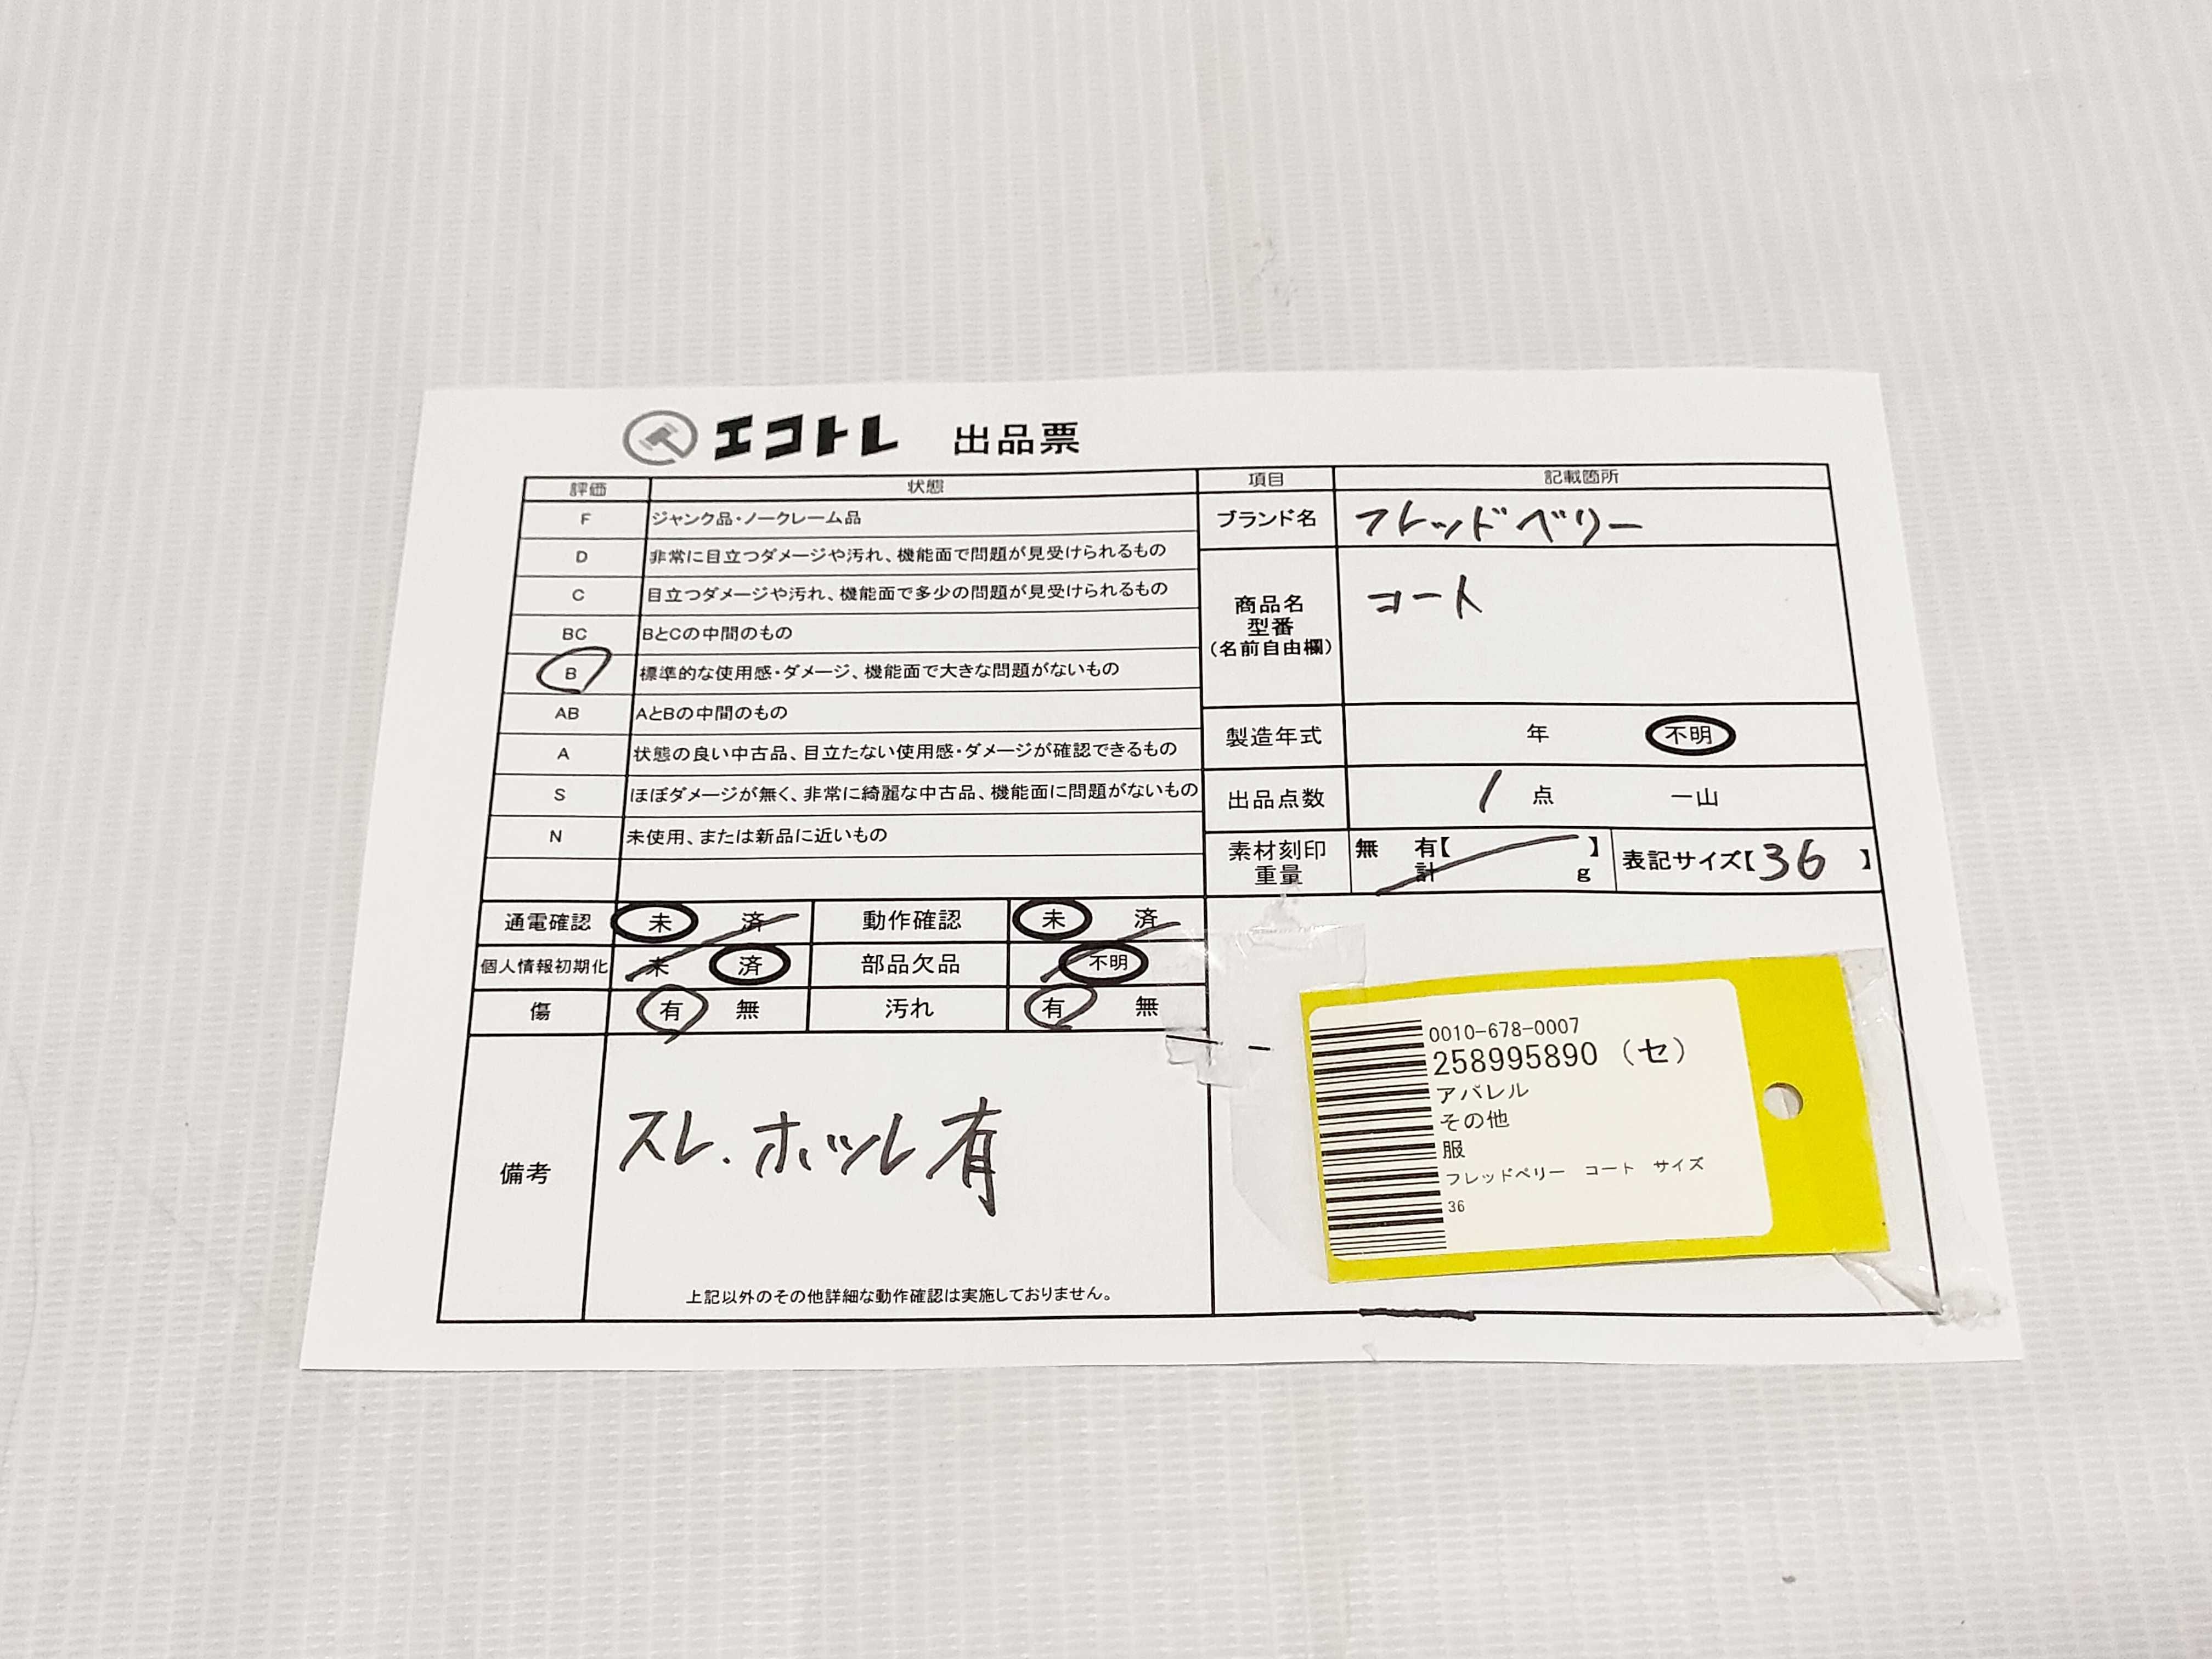 エコトレ 出品票
評価 状態
F ジャンク品・ノークレーム品
D 非常に目立つダメージや汚れ、機能面で問題が見受けられるもの
C 目立つダメージや汚れ、機能面で多少の問題が見受けられるもの
BC BとCの中間のもの
B 標準的な使用感・ダメージ、機能面で大きな問題がないもの
AB AとBの中間のもの
A 状態の良い中古品、目立たない使用感・ダメージが確認できるもの
S ほぼダメージが無く、非常に綺麗な中古品、機能面に問題がないもの
N 未使用、または新品に近いもの
項目 記載箇所
ブランド名 フレッドペリー
商品名
型番
(名前自由欄)
コート
製造年式 年 不明
出品点数 1 点 一山
素材刻印 無 有【 】
重量 計 g
表記サイズ【36 】
通電確認 未 済 動作確認 未 済
個人情報初期化 未 済 部品欠品 不明
傷 有 無 汚れ 有 無
備考
スレ.ホツレ有
上記以外のその他詳細な動作確認は実施しておりません。
0010-678-0007
258995890 (セ)
アパレル
その他
服
フレッドペリー コート サイズ
36